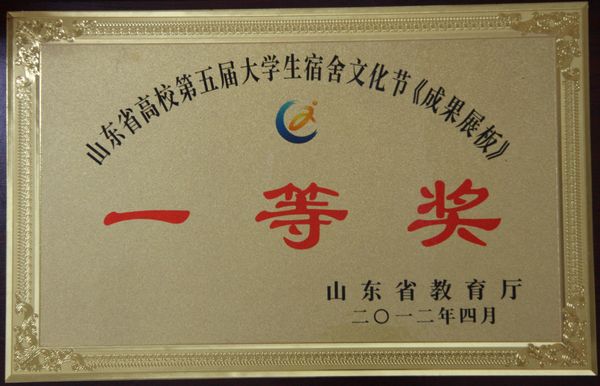 山东省高校第五届大学生宿舍文化节《成果展板》
一等奖
山东省教育厅
二〇一二年四月